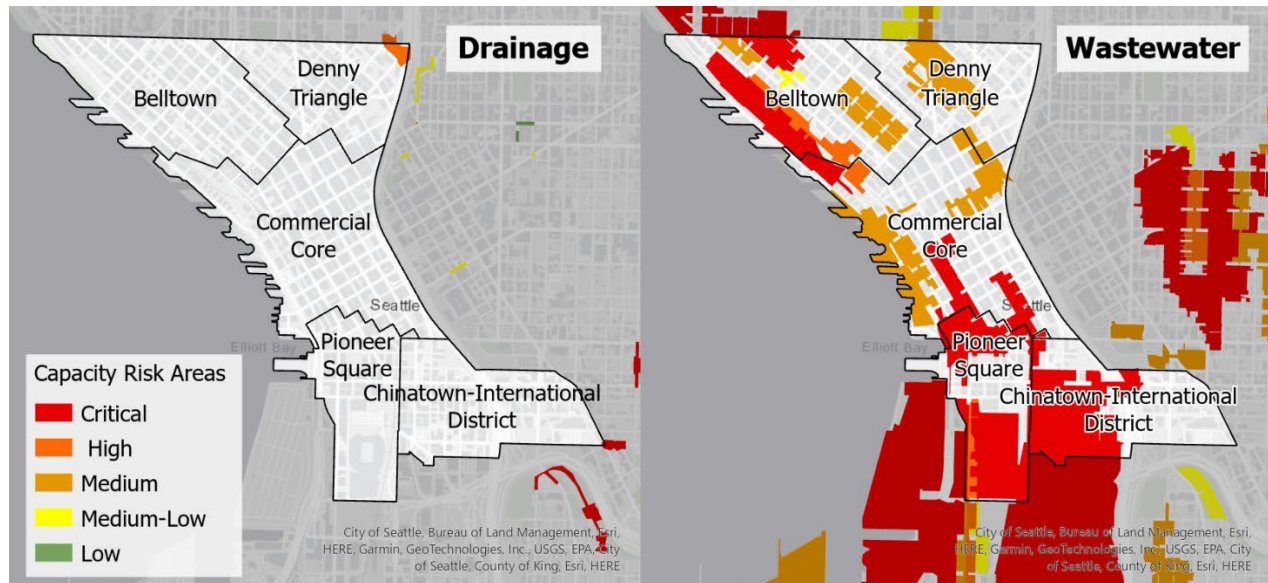 Drainage
Denny
Triangle
Belltown
Commercial
Core
Seattle
Elliott Bay
Pioneer
Square
Chinatown-International
District
Capacity Risk Areas
Critical
High
Medium
Medium-Low
Low
City of Seattle, Bureau of Land Management, Esri,
HERE, Garmin, GeoTechnologies, Inc., USGS, EPA, City
of Seattle, County of King, Esri, HERE
Wastewater
Denny
Triangle
Belltown
Commercial
Core
Seattle
Elliott Bay
Pioneer
Square
Chinatown-International
District
City of Seattle, Bureau of Land Management, Esri,
HERE, Garmin, GeoTechnologies, Inc., USGS, EPA, City
of Seattle, County of King, Esri, HERE